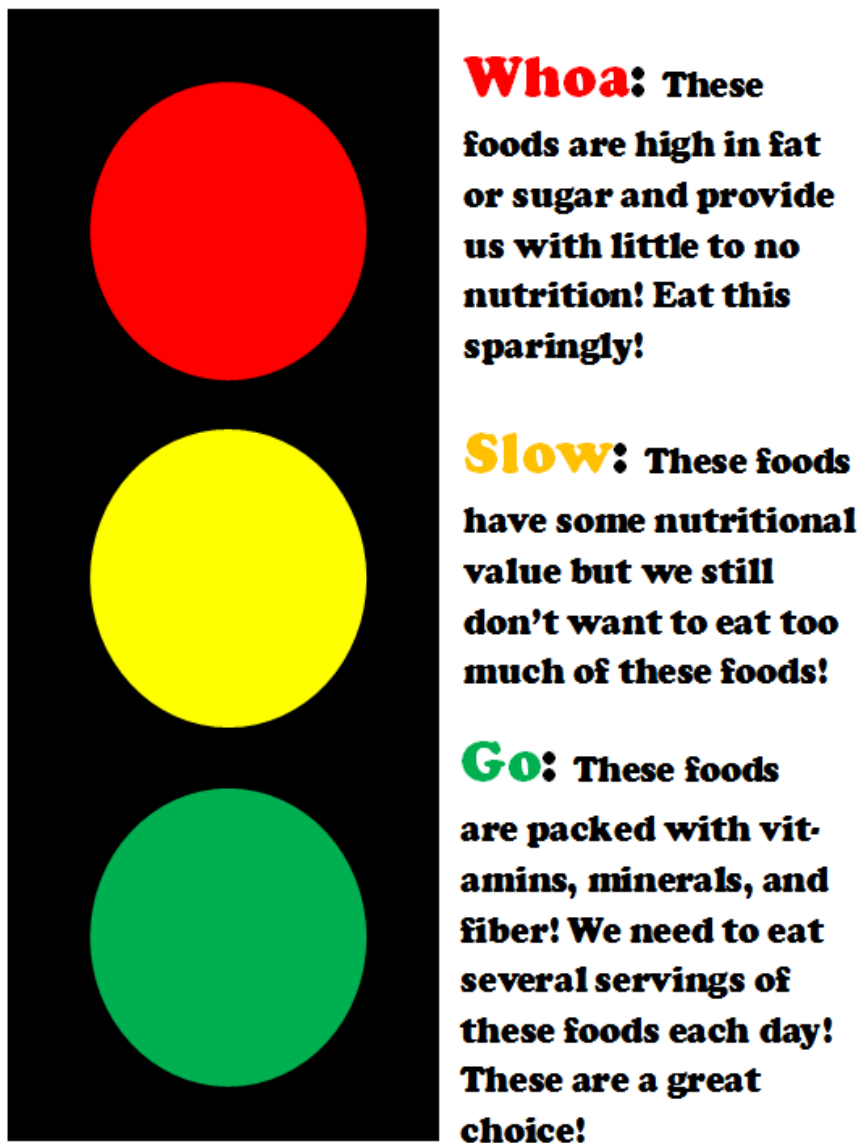 Whoa: These
foods are high in fat
or sugar and provide
us with little to no
nutrition! Eat this
sparingly!
Slow: These foods
have some nutritional
value but we still
don’t want to eat too
much of these foods!
Go: These foods
are packed with vit-
amins, minerals, and
fiber! We need to eat
several servings of
these foods each day!
These are a great
choice!